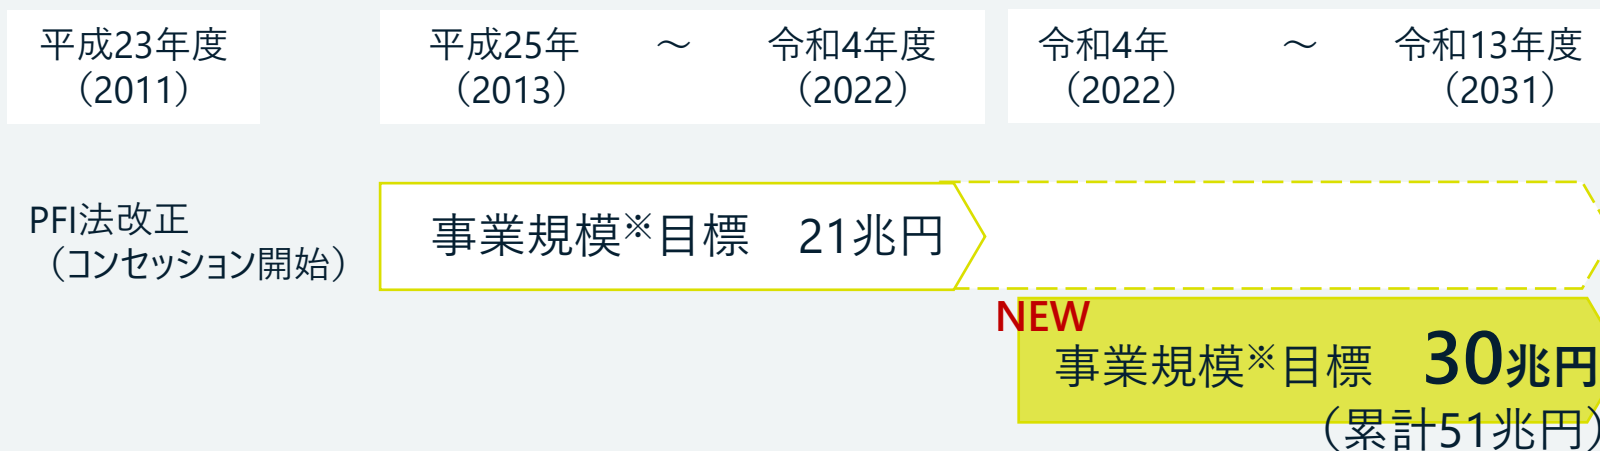 平成23年度
（2011）
平成25年　～　令和4年度
（2013）　（2022）
令和4年　～　令和13年度
（2022）　（2031）
PFI法改正
（コンセッション開始）
事業規模※目標　21兆円
NEW
事業規模※目標　30兆円
（累計51兆円）